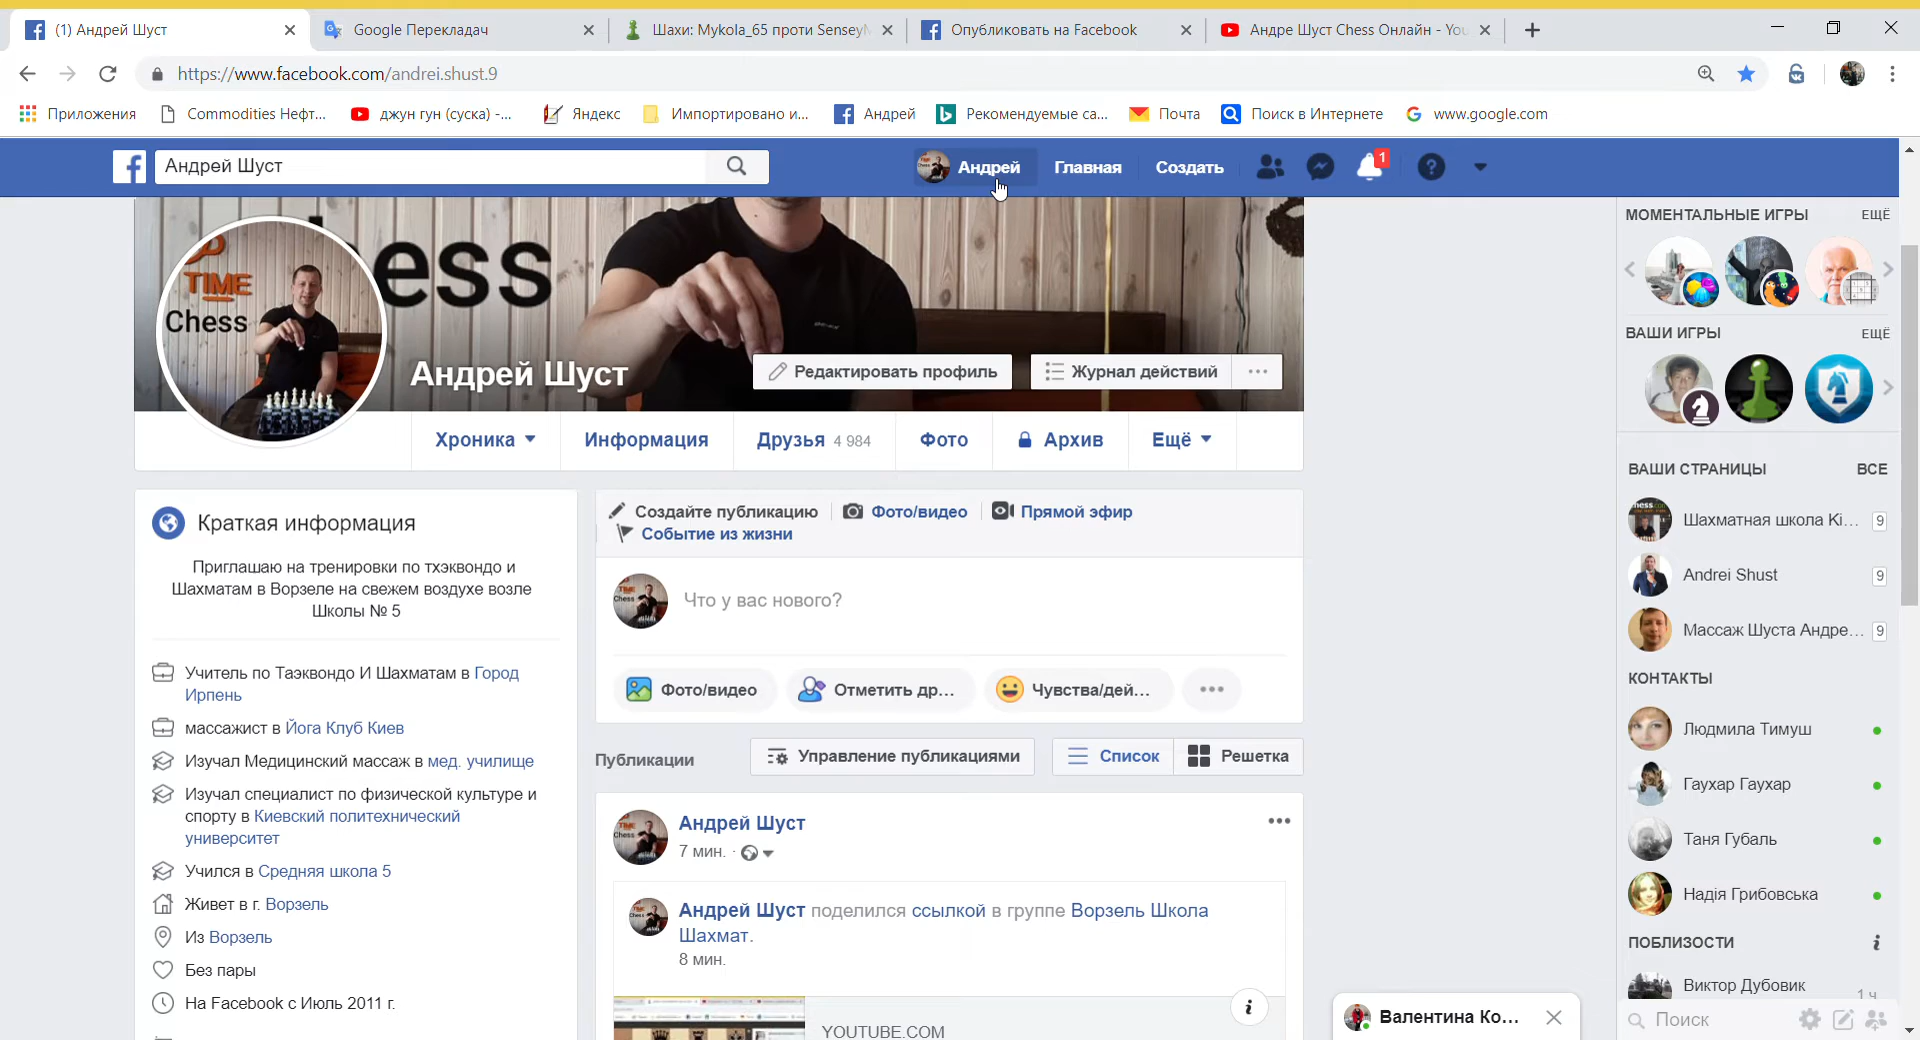 (1) Андрей Шуст
Google Перекладач
Шахи: Mykola_65 проти Sensey
Опубликовать на Facebook
Андре Шуст Chess Онлайн - You
https://www.facebook.com/andrei.shust.9
Приложения
Commodities Нефт...
джун гун (суска) -...
Яндекс
Импортировано и...
Андрей
Рекомендуемые са...
Почта
Поиск в Интернете
www.google.com
Андрей Шуст
Андрей
Главная
Создать
1
TIME
Chess
ess
Андрей Шуст
Редактировать профиль
Журнал действий
Хроника
Информация
Друзья 4 984
Фото
Архив
Ещё
Краткая информация
Приглашаю на тренировки по тхэквондо и
Шахматам в Ворзеле на свежем воздухе возле
Школы № 5
Учитель по Таэквондо И Шахматам в Город
Ирпень
массажист в Йога Клуб Киев
Изучал Медицинский массаж в мед. училище
Изучал специалист по физической культуре и
спорту в Киевский политехнический
университет
Учился в Средняя школа 5
Живет в г. Ворзель
Из Ворзель
Без пары
На Facebook с Июль 2011 г.
Создайте публикацию
Фото/видео
Прямой эфир
Событие из жизни
Что у вас нового?
Фото/видео
Отметить др...
Чувства/дей...
Публикации
Управление публикациями
Список
Решетка
Андрей Шуст
7 мин. ·
Андрей Шуст поделился ссылкой в группе Ворзель Школа
Шахмат.
8 мин.
YOUTUBE.COM
МОМЕНТАЛЬНЫЕ ИГРЫ ЕЩЁ
ВАШИ ИГРЫ ЕЩЁ
ВАШИ СТРАНИЦЫ ВСЕ
Шахматная школа Ki... 9
Andrei Shust 9
Массаж Шуста Андре... 9
КОНТАКТЫ
Людмила Тимуш
Гаухар Гаухар
Таня Губаль
Надія Грибовська
ПОБЛИЗОСТИ
Виктор Дубовик
1 ч
Поиск
Валентина Ко...